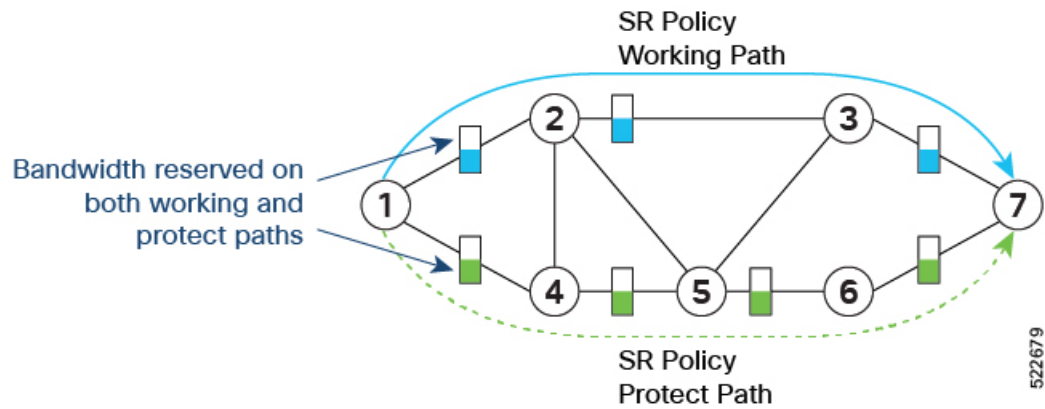 SR Policy
Working Path
2
3
Bandwidth reserved on
both working and
protect paths
1
7
4
5
6
SR Policy
Protect Path
522679